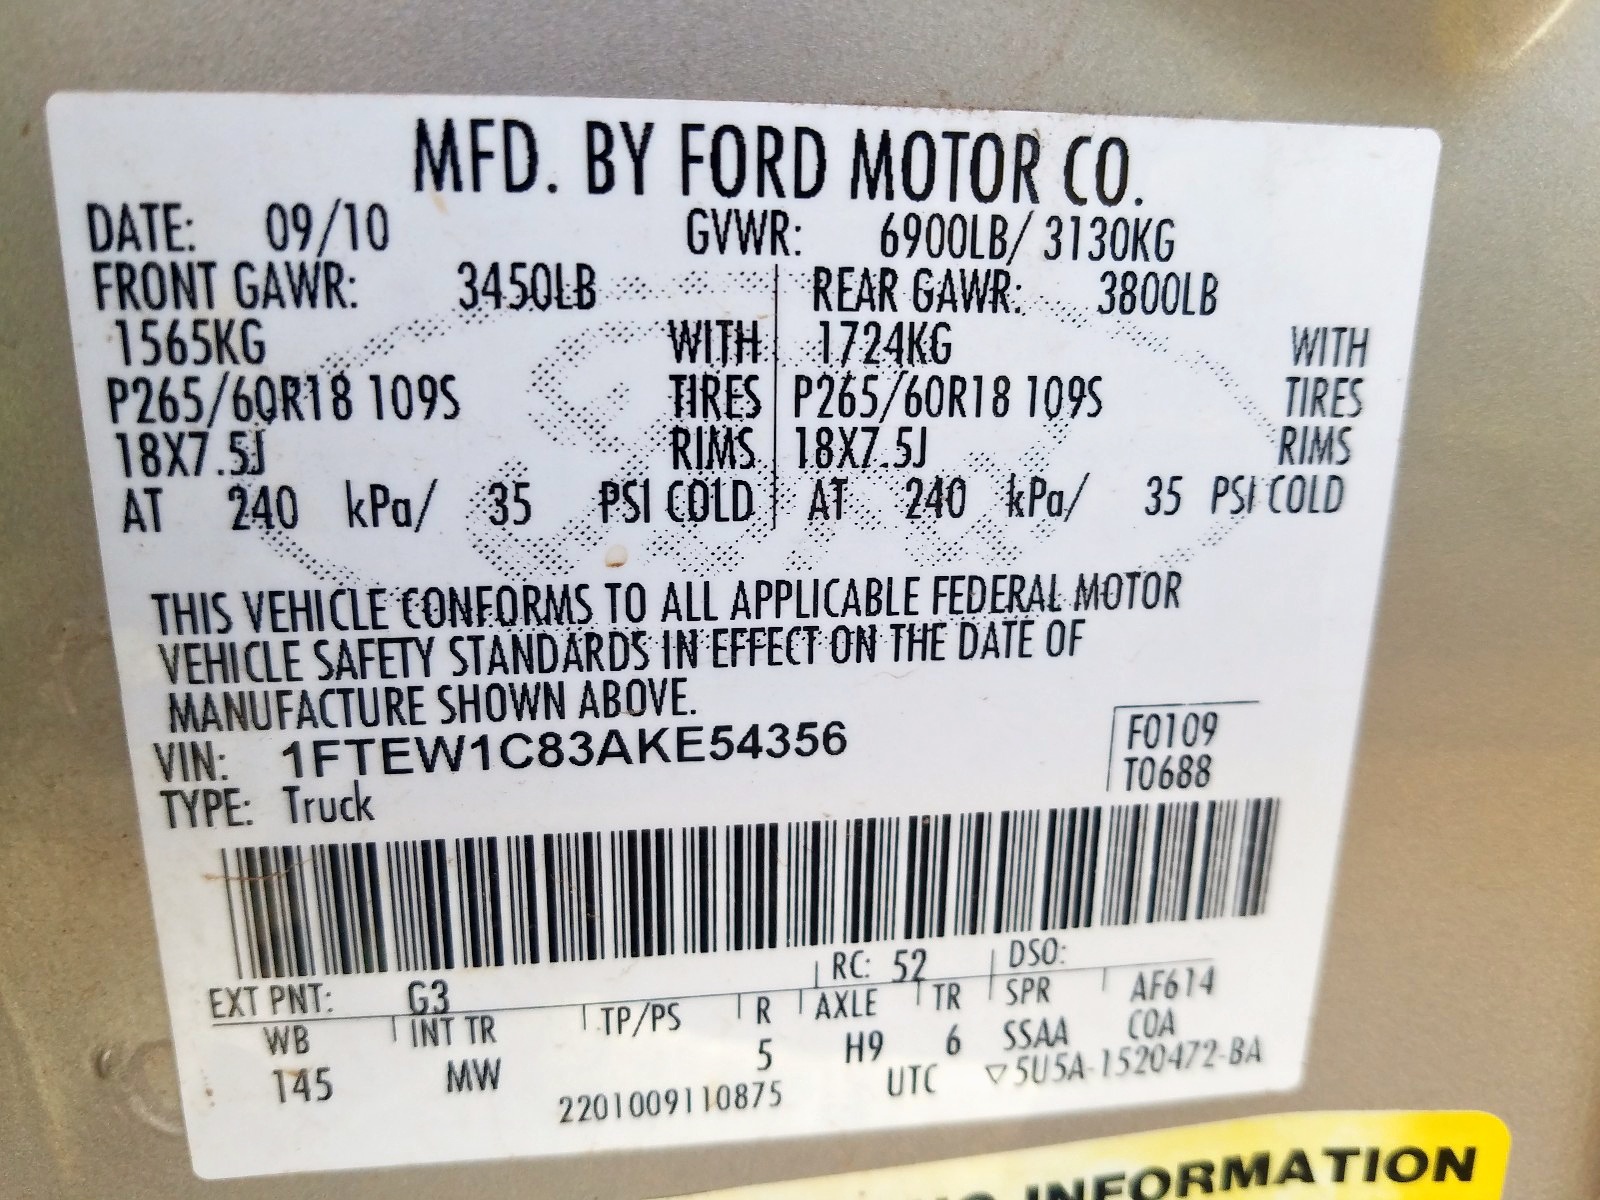 MFD. BY FORD MOTOR CO.
DATE: 09/10 GVWR: 6900LB/ 3130KG
FRONT GAWR: 3450LB REAR GAWR: 3800LB
1565KG WITH 1724KG WITH
P265/60R18 109S TIRES P265/60R18 109S TIRES
18X7.5J RIMS 18X7.5J RIMS
AT 240 kPa/ 35 PSI COLD AT 240 kPa/ 35 PSI COLD
THIS VEHICLE CONFORMS TO ALL APPLICABLE FEDERAL MOTOR
VEHICLE SAFETY STANDARDS IN EFFECT ON THE DATE OF
MANUFACTURE SHOWN ABOVE.
VIN: 1FTEW1C83AKE54356 F0109
TYPE: Truck T0688
EXT PNT: G3 RC: 52 DSO:
WB INT TR TP/PS R AXLE TR SPR AF614
145 MW 5 H9 6 SSAA COA
2201009110875 UTC ▽5U5A-1520472-BA
INFORMATION